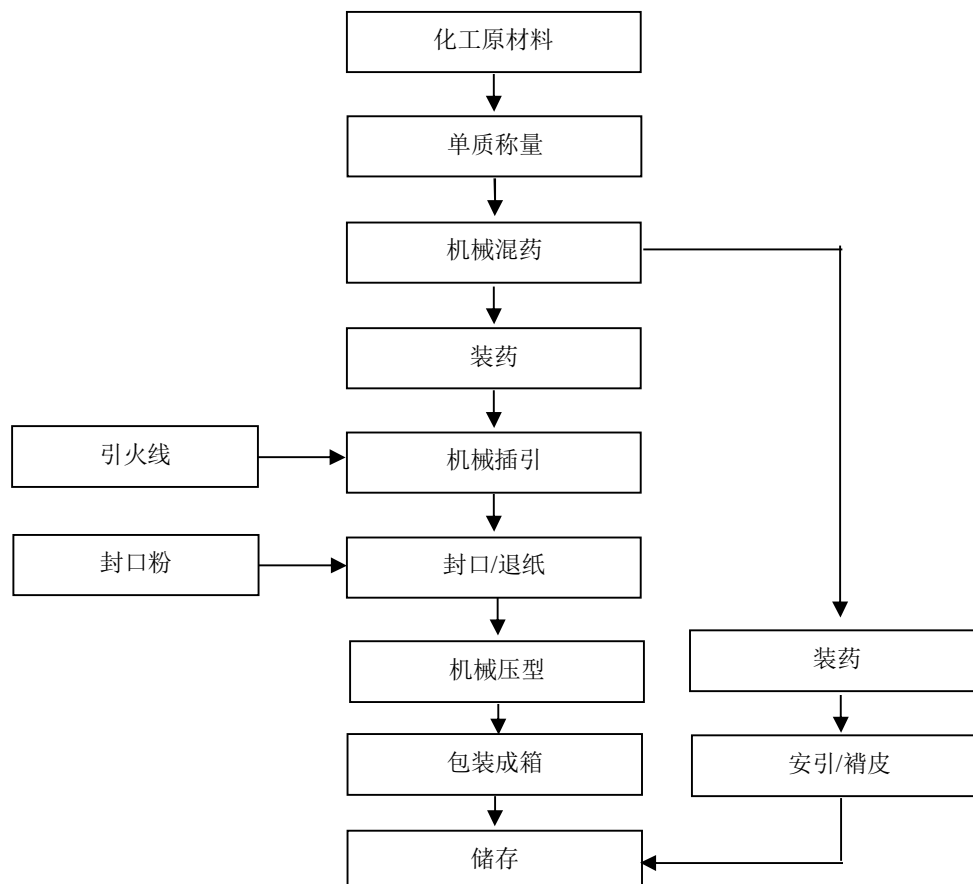 化工原材料
单质称量
机械混药
装药
引火线
机械插引
封口粉
封口/退纸
机械压型
装药
包装成箱
安引/褙皮
储存